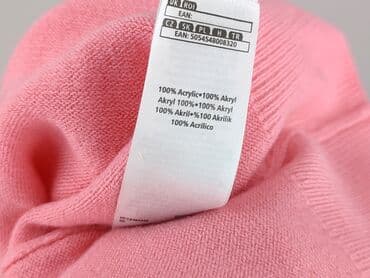 UK ROI
EAN:
CZ SK PL H TR
EAN: 5054548008320
100% Acrylic•100% Akryl
Akryl 100%•100% Akryl
100% Akril•%100 Akrilik
100% Acrílico